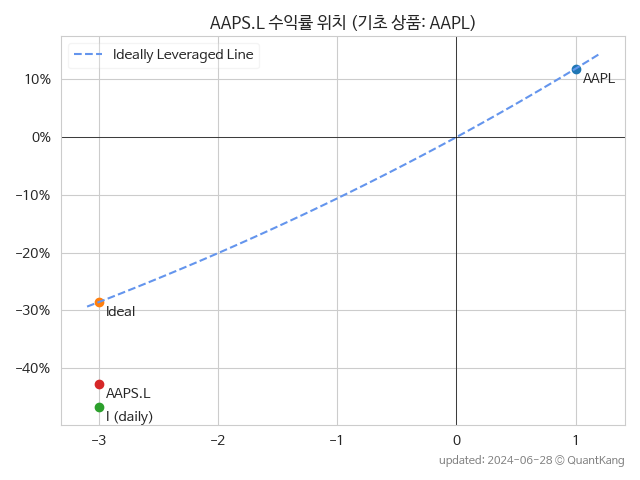 AAPS.L 수익률 위치 (기초 상품: AAPL)
Ideally Leveraged Line
10%
0%
−10%
−20%
−30%
−40%
AAPL
Ideal
AAPS.L
I (daily)
−3
−2
−1
0
1
updated: 2024-06-28 © QuantKang